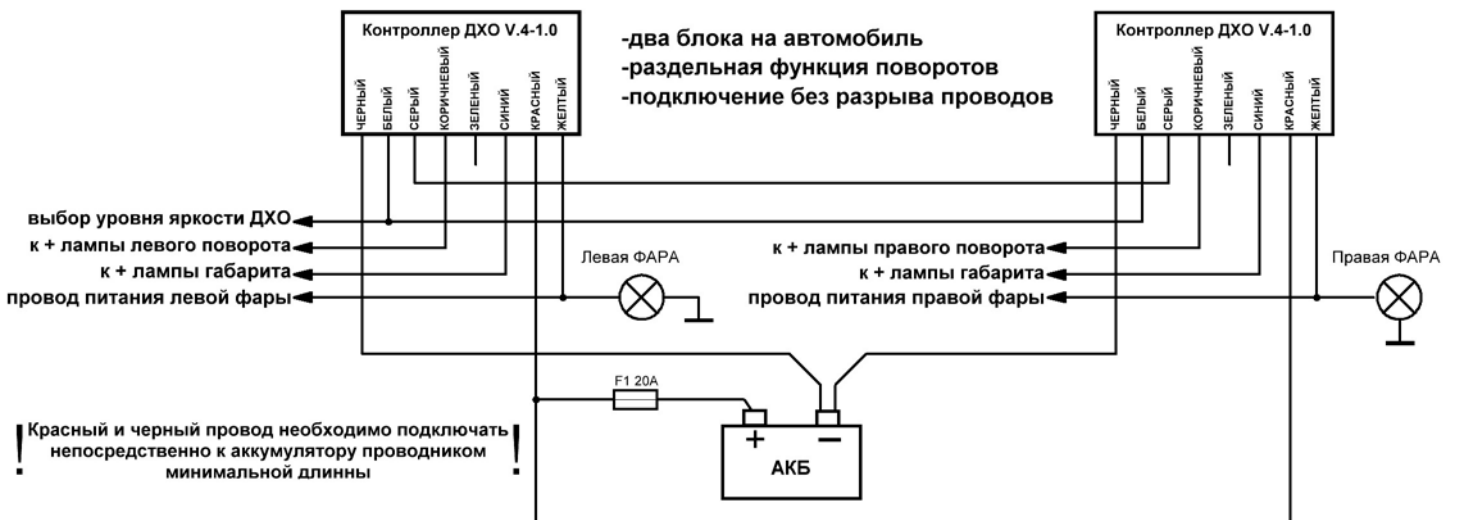 Контроллер ДХО V.4-1.0
ЧЕРНЫЙ
БЕЛЫЙ
СЕРЫЙ
КОРИЧНЕВЫЙ
ЗЕЛЕНЫЙ
СИНИЙ
КРАСНЫЙ
ЖЕЛТЫЙ
-два блока на автомобиль
-раздельная функция поворотов
-подключение без разрыва проводов
Контроллер ДХО V.4-1.0
ЧЕРНЫЙ
БЕЛЫЙ
СЕРЫЙ
КОРИЧНЕВЫЙ
ЗЕЛЕНЫЙ
СИНИЙ
КРАСНЫЙ
ЖЕЛТЫЙ
выбор уровня яркости ДХО
к + лампы левого поворота
к + лампы габарита
провод питания левой фары
Левая ФАРА
к + лампы правого поворота
к + лампы габарита
провод питания правой фары
Правая ФАРА
F1 20A
+ −
АКБ
! Красный и черный провод необходимо подключать !
непосредственно к аккумулятору проводником
минимальной длинны